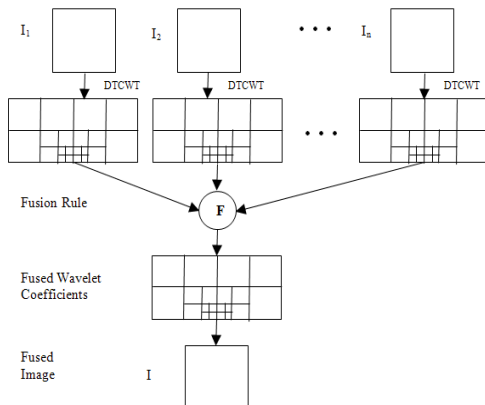 I1
I2
In
DTCWT
DTCWT
DTCWT
Fusion Rule
F
Fused Wavelet
Coefficients
Fused
Image
I